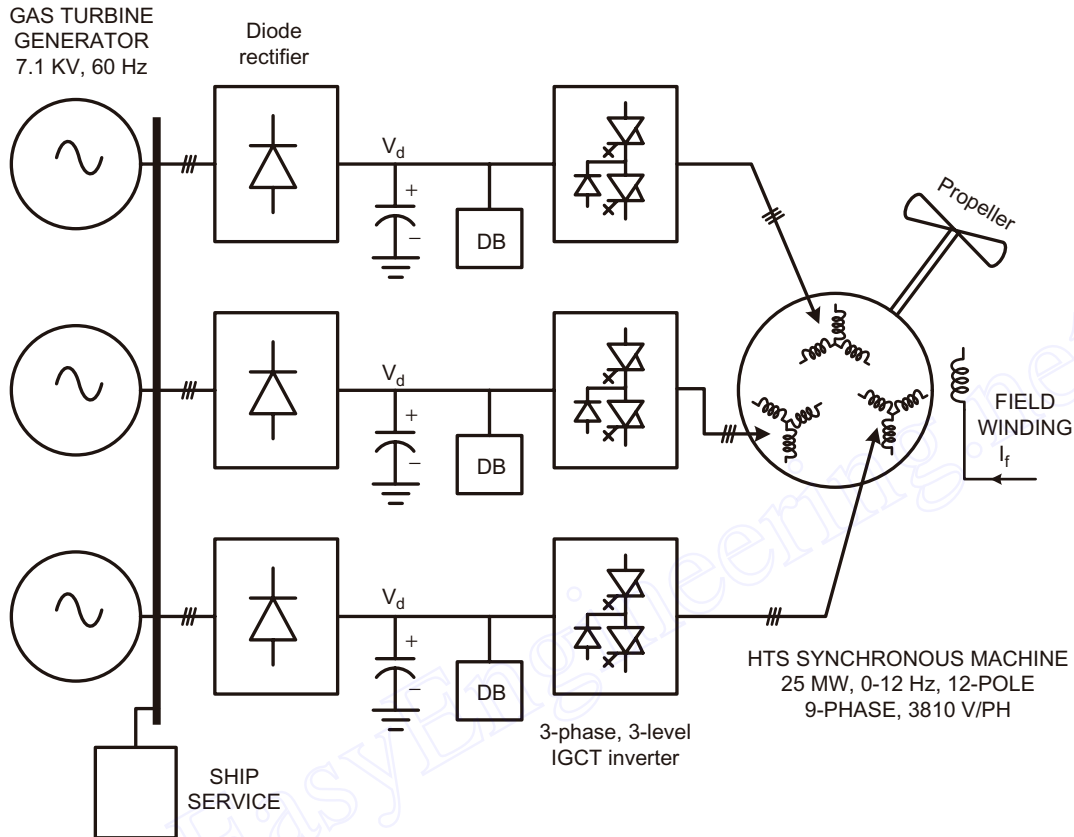 GAS TURBINE
GENERATOR
7.1 KV, 60 Hz
Diode
rectifier
V_d
+
−
DB
Propeller
V_d
+
−
DB
FIELD
WINDING
I_f
V_d
+
−
DB
3-phase, 3-level
IGCT inverter
HTS SYNCHRONOUS MACHINE
25 MW, 0-12 Hz, 12-POLE
9-PHASE, 3810 V/PH
SHIP
SERVICE